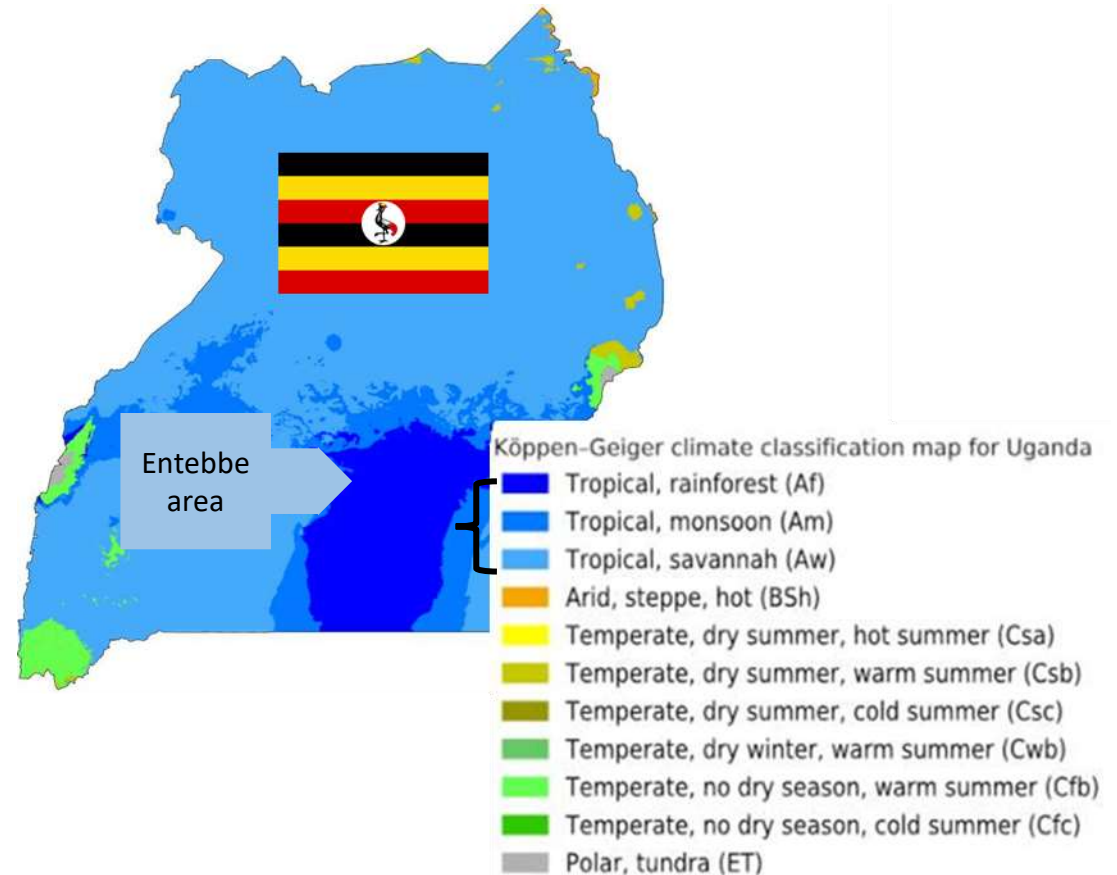 Entebbe
area
Köppen–Geiger climate classification map for Uganda
Tropical, rainforest (Af)
Tropical, monsoon (Am)
Tropical, savannah (Aw)
Arid, steppe, hot (BSh)
Temperate, dry summer, hot summer (Csa)
Temperate, dry summer, warm summer (Csb)
Temperate, dry summer, cold summer (Csc)
Temperate, dry winter, warm summer (Cwb)
Temperate, no dry season, warm summer (Cfb)
Temperate, no dry season, cold summer (Cfc)
Polar, tundra (ET)